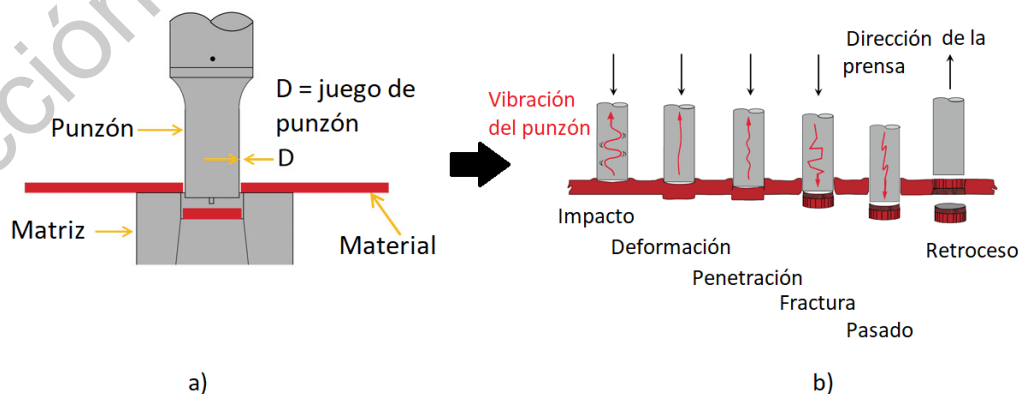 cción
Punzón
D = juego de
punzón
D
Matriz
Material
a)
Vibración
del punzón
Dirección de la
prensa
Impacto
Deformación
Penetración
Fractura
Pasado
Retroceso
b)